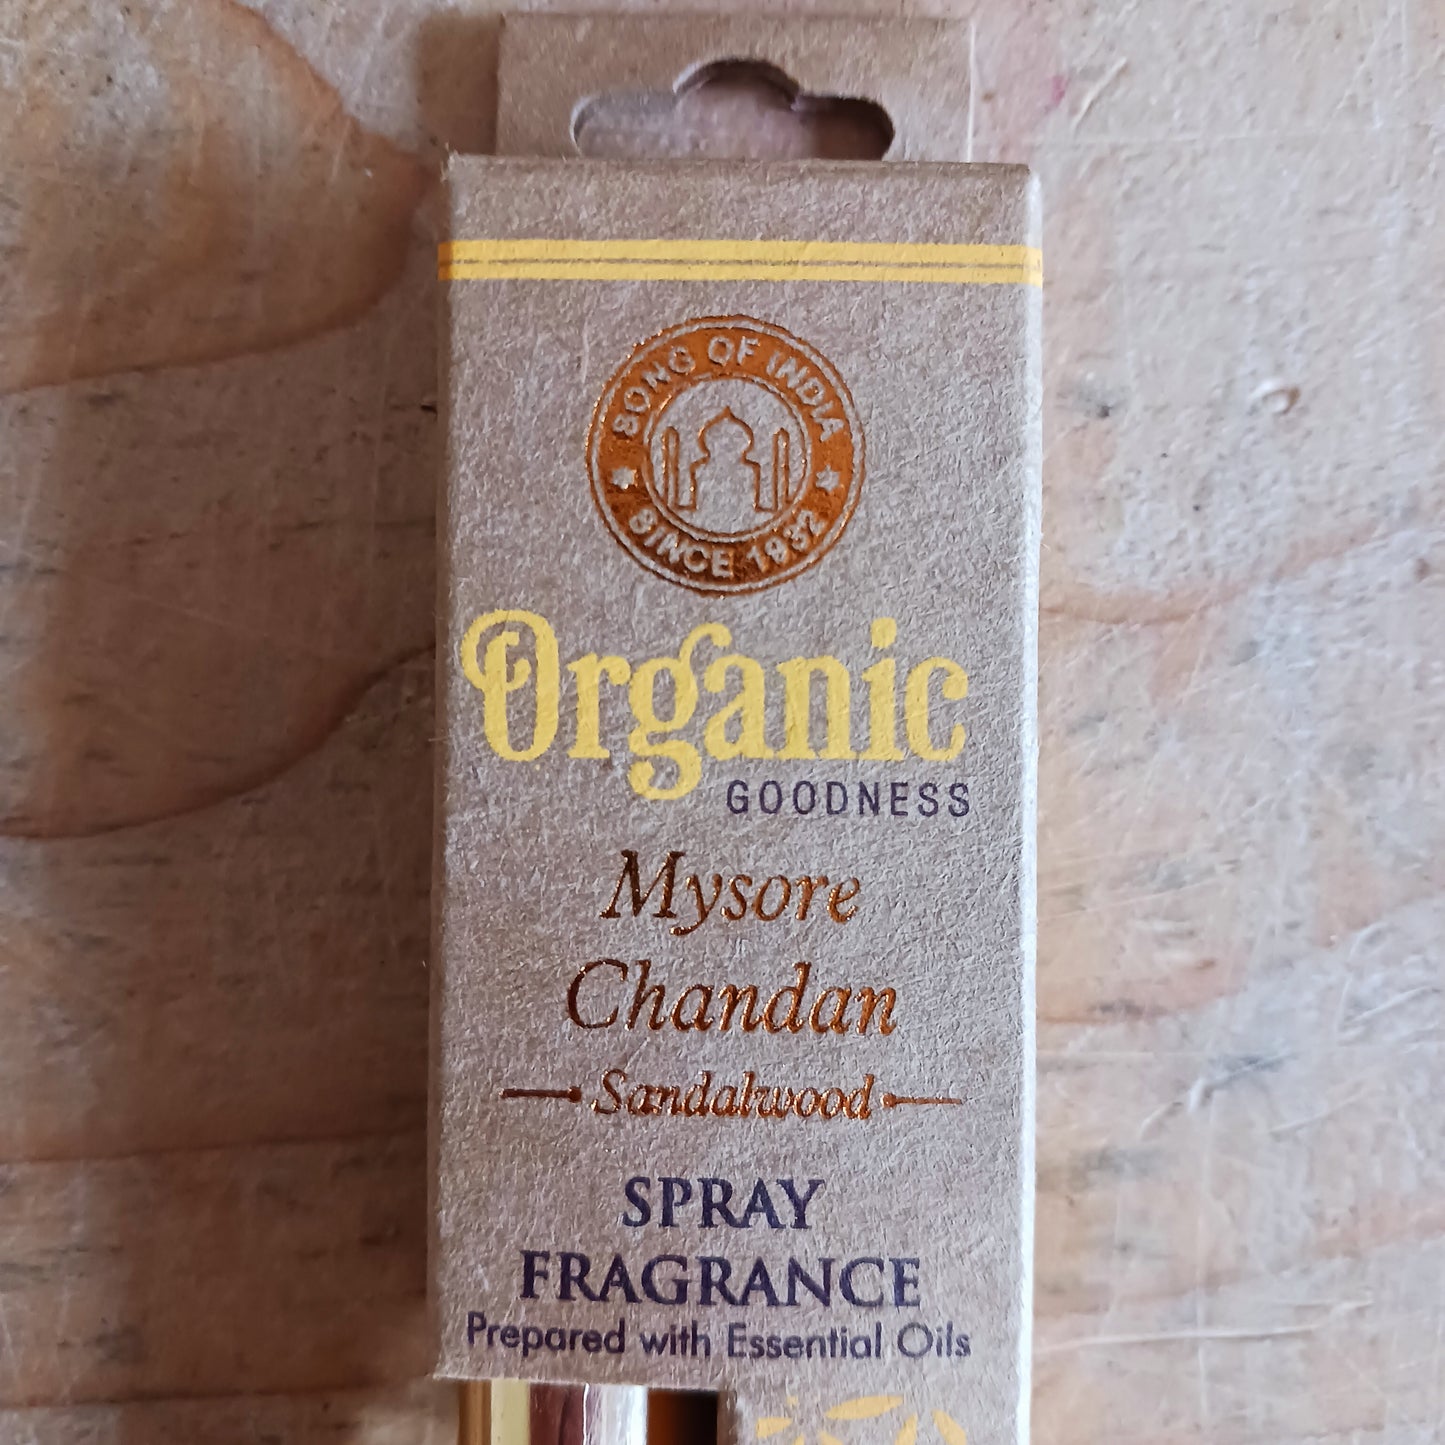 SONG OF INDIA
SINCE 1932
Organic
GOODNESS
Mysore
Chandan
Sandalwood
SPRAY
FRAGRANCE
Prepared with Essential Oils